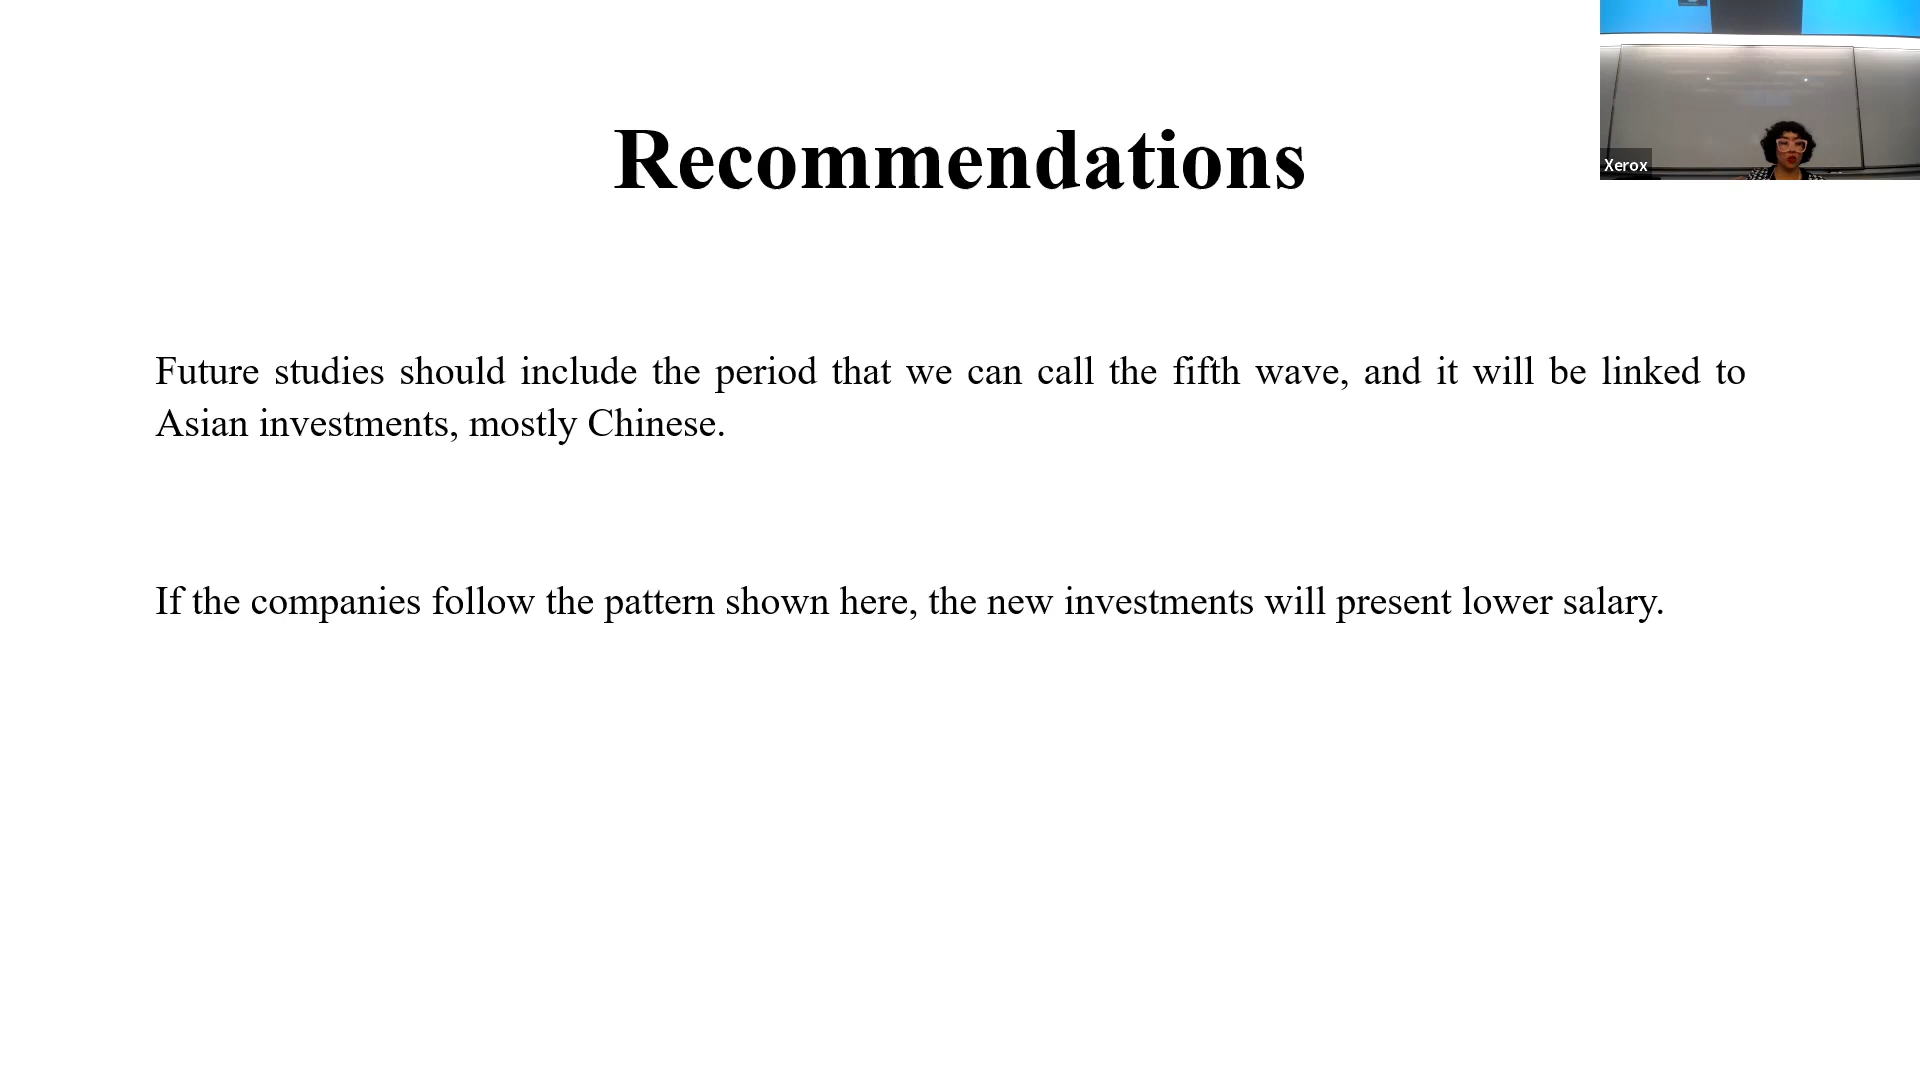 Recommendations
Xerox
Future studies should include the period that we can call the fifth wave, and it will be linked to
Asian investments, mostly Chinese.
If the companies follow the pattern shown here, the new investments will present lower salary.